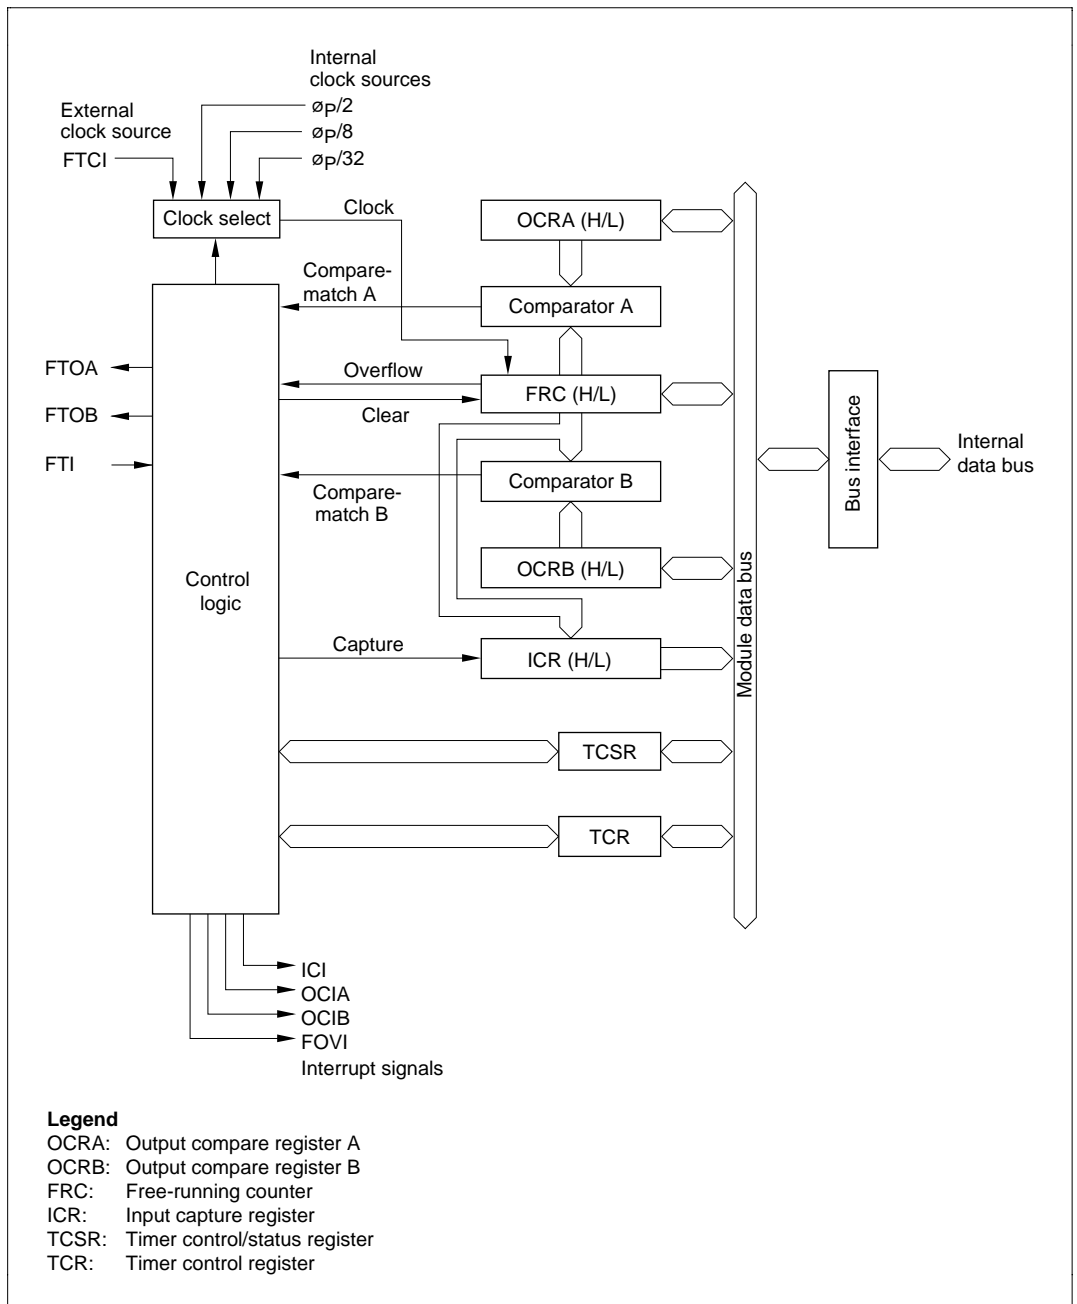 Internal
clock sources
External
clock source
øP/2
øP/8
øP/32
FTCI
Clock select
Clock
OCRA (H/L)
Compare-
match A
Comparator A
FTOA
Overflow
FRC (H/L)
FTOB
Clear
FTI
Comparator B
Compare-
match B
Bus interface
Internal
data bus
OCRB (H/L)
Control
logic
Module data bus
Capture
ICR (H/L)
TCSR
TCR
ICI
OCIA
OCIB
FOVI
Interrupt signals
Legend
OCRA: Output compare register A
OCRB: Output compare register B
FRC: Free-running counter
ICR: Input capture register
TCSR: Timer control/status register
TCR: Timer control register